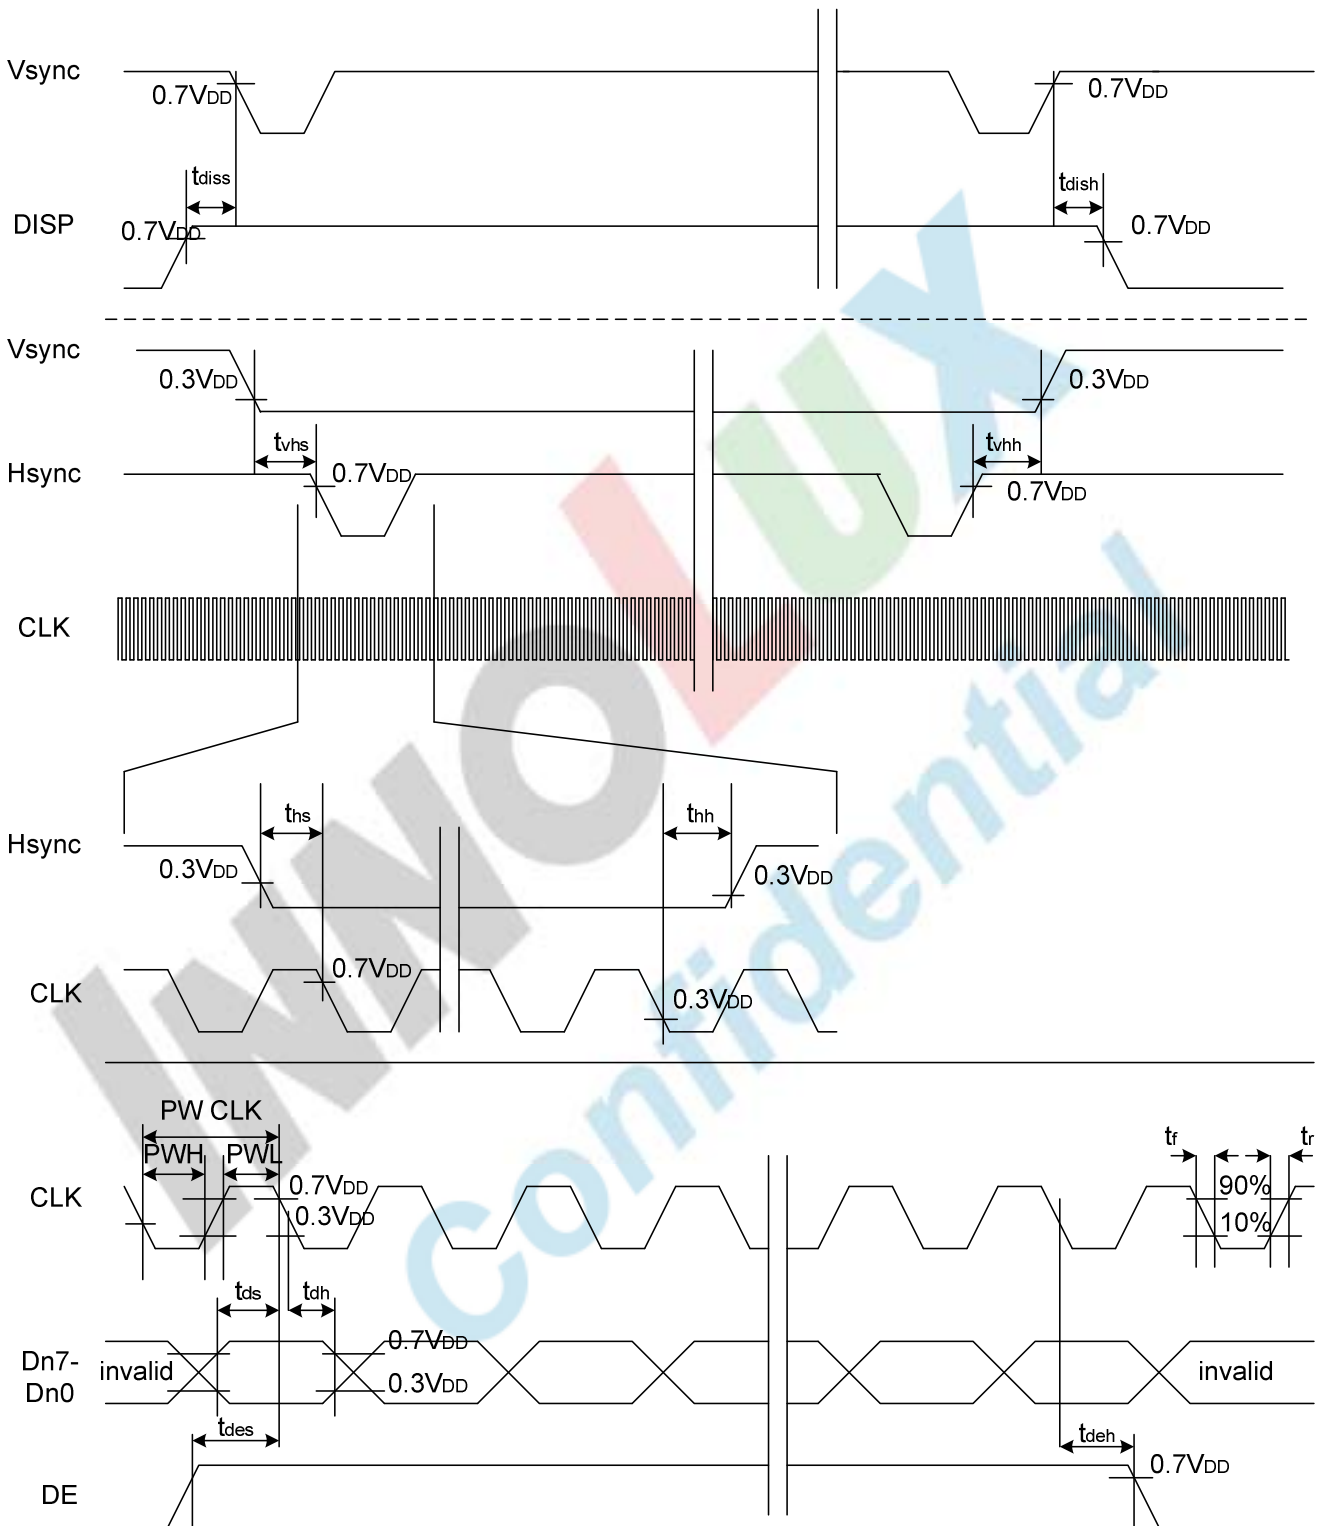 Vsync
0.7VDD
0.7VDD
tdiss
tdish
DISP
0.7VDD
0.7VDD
Vsync
0.3VDD
0.3VDD
tvhs
tvhh
Hsync
0.7VDD
0.7VDD
CLK
ths
thh
Hsync
0.3VDD
0.3VDD
CLK
0.7VDD
0.3VDD
PW CLK
PWH
PWL
tf
tr
CLK
0.7VDD
90%
0.3VDD
10%
tds
tdh
Dn7-
Dn0
invalid
0.7VDD
0.3VDD
invalid
tdes
tdeh
0.7VDD
DE
INNOLUX
Confidential